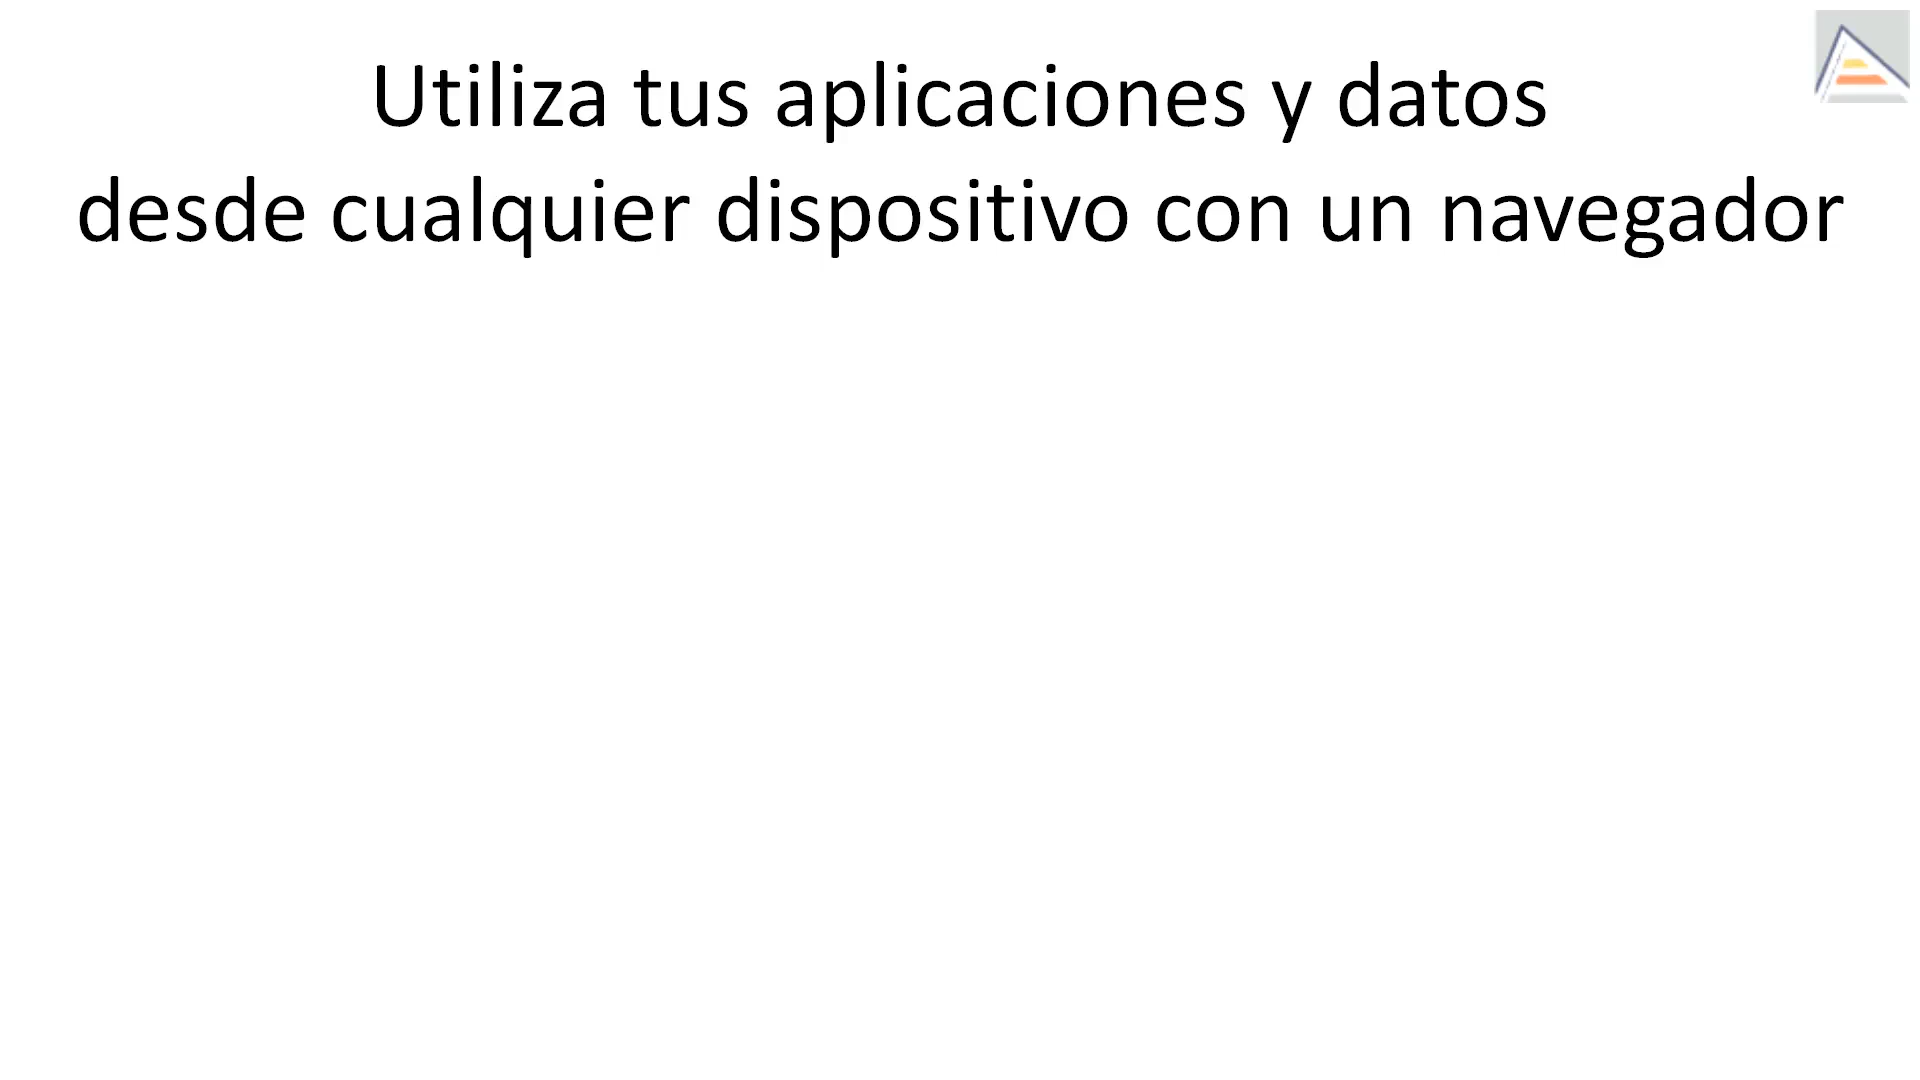 Utiliza tus aplicaciones y datos
desde cualquier dispositivo con un navegador